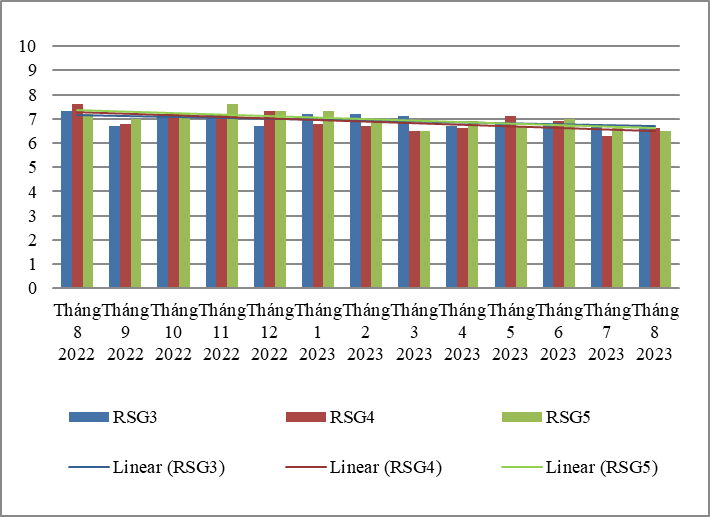 10
9
8
7
6
5
4
3
2
1
0
Tháng Tháng Tháng Tháng Tháng Tháng Tháng Tháng Tháng Tháng Tháng Tháng Tháng
8 9 10 11 12 1 2 3 4 5 6 7 8
2022 2022 2022 2022 2022 2023 2023 2023 2023 2023 2023 2023 2023
RSG3 RSG4 RSG5
Linear (RSG3) Linear (RSG4) Linear (RSG5)